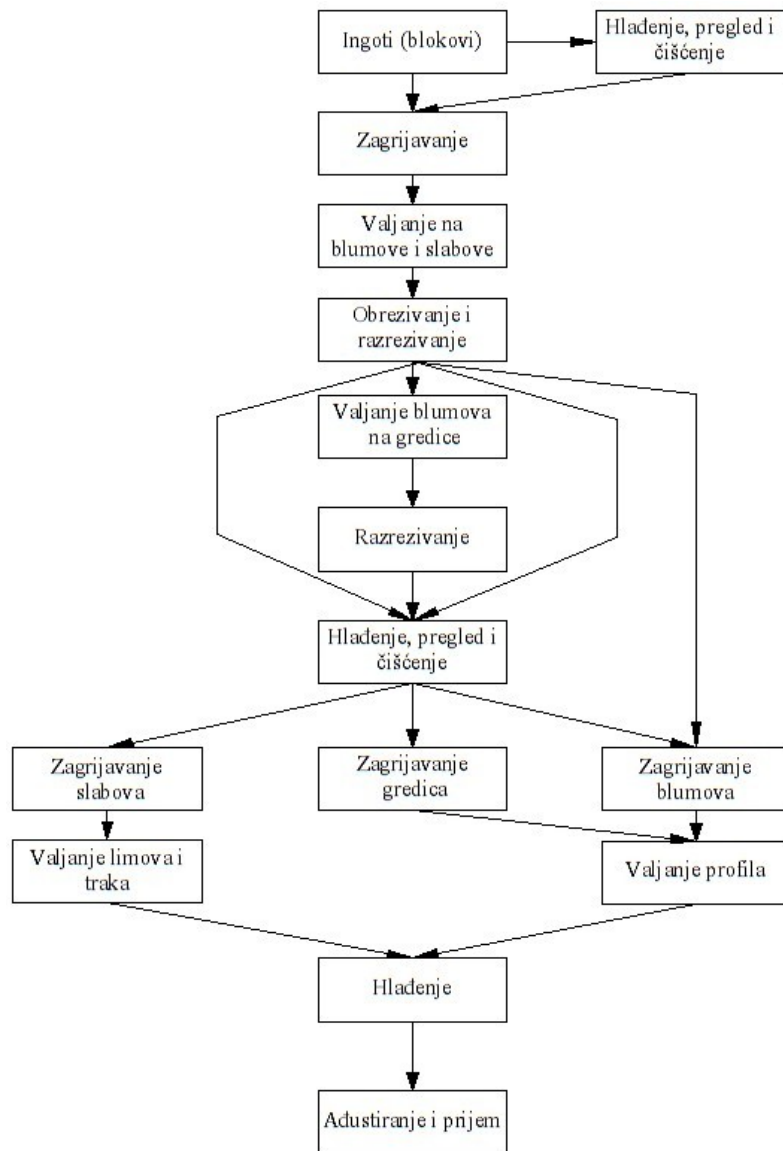 Ingoti (blokovi)
Hlađenje, pregled i
čišćenje
Zagrijavanje
Valjanje na
blumove i slabove
Obrezivanje i
razrezivanje
Valjanje blumova
na gredice
Razrezivanje
Hlađenje, pregled i
čišćenje
Zagrijavanje
slabova
Zagrijavanje
gredica
Zagrijavanje
blumova
Valjanje limova i
traka
Valjanje profila
Hlađenje
Ađustiranje i prijem